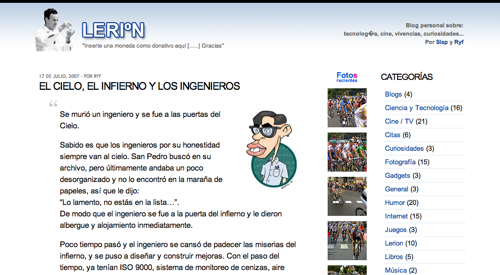 LERIºN
"Inserte una moneda como donativo aquí [.....] Gracias"
Blog personal sobre:
tecnolog�a, cine, vivencias, curiosidades...
Por Slap y Ryf
17 DE JULIO, 2007 · POR RYF
EL CIELO, EL INFIERNO Y LOS INGENIEROS
Se murió un ingeniero y se fue a las puertas del
Cielo.
Sabido es que los ingenieros por su honestidad
siempre van al cielo. San Pedro buscó en su
archivo, pero últimamente andaba un poco
desorganizado y no lo encontró en la maraña de
papeles, así que le dijo:
"Lo lamento, no estás en la lista…".
De modo que el ingeniero se fue a la puerta del infierno y le dieron
albergue y alojamiento inmediatamente.
Poco tiempo pasó y el ingeniero se cansó de padecer las miserias del
infierno, y se puso a diseñar y construir mejoras. Con el paso del
tiempo, ya tenían ISO 9000, sistema de monitoreo de cenizas, aire
Fotos
recientes
CATEGORÍAS
Blogs (4)
Ciencia y Tecnología (16)
Cine / TV (21)
Citas (6)
Curiosidades (3)
Fotografía (15)
Gadgets (3)
General (3)
Humor (20)
Internet (15)
Juegos (3)
Lerion (10)
Libros (5)
Música (2)